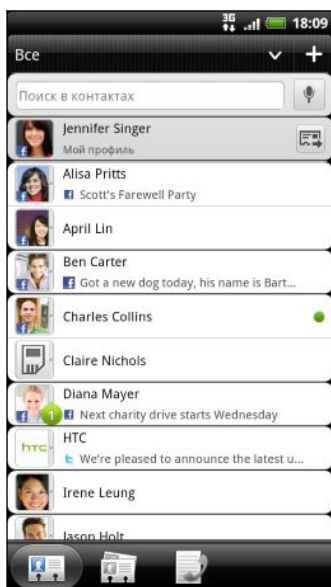 3G 18:09
Все
Поиск в контактах
Jennifer Singer
Мой профиль
Alisa Pritts
Scott's Farewell Party
April Lin
Ben Carter
Got a new dog today, his name is Bart...
Charles Collins
Claire Nichols
Diana Mayer
1 Next charity drive starts Wednesday
hTC HTC
We're pleased to announce the latest u...
Irene Leung
Jason Holt